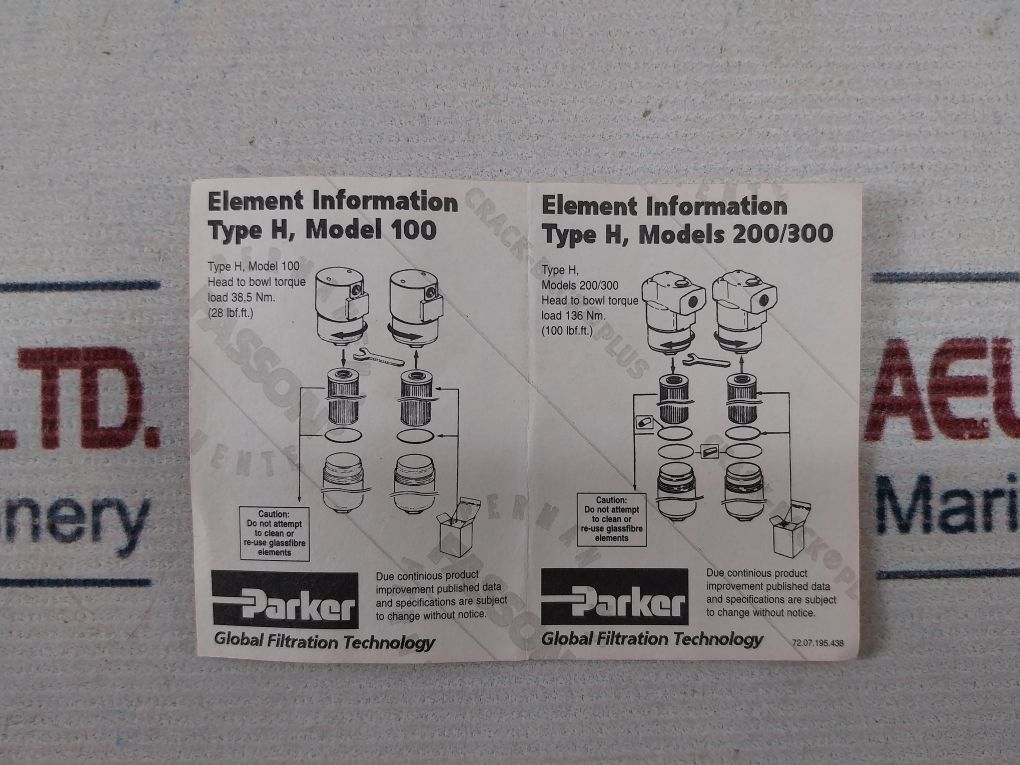 Element Information
Type H, Model 100
Type H, Model 100
Head to bowl torque
load 38,5 Nm.
(28 lbf.ft.)
Caution:
Do not attempt
to clean or
re-use glassfibre
elements
Parker
Global Filtration Technology
Due continious product
improvement published data
and specifications are subject
to change without notice.
Element Information
Type H, Models 200/300
Type H,
Models 200/300
Head to bowl torque
load 136 Nm.
(100 lbf.ft.)
Caution:
Do not attempt
to clean or
re-use glassfibre
elements
Parker
Global Filtration Technology
Due continious product
improvement published data
and specifications are subject
to change without notice.
72.07.195.438
LTD.
nery
AEU
Mari
FASSON
CRACK-
PLUS